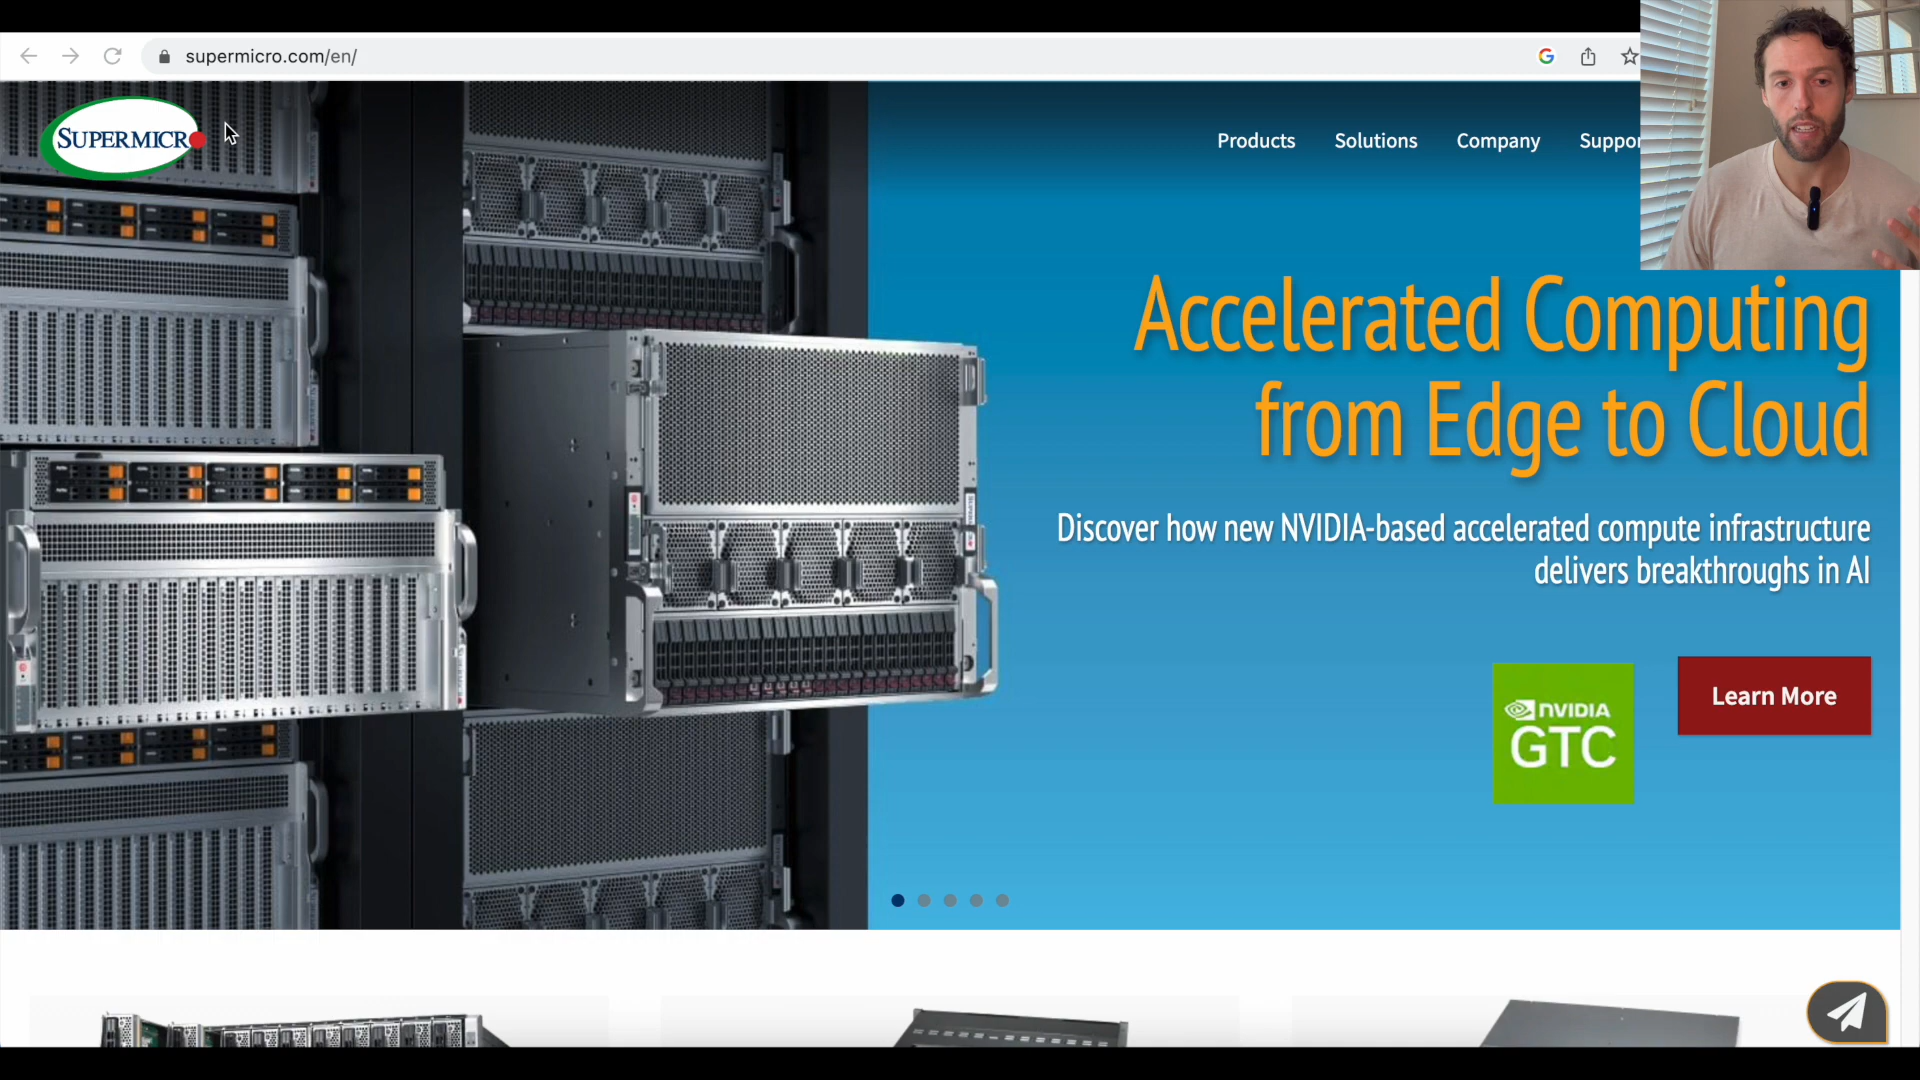 supermicro.com/en/
SUPERMICRO
Products
Solutions
Company
Suppor
Accelerated Computing
from Edge to Cloud
Discover how new NVIDIA-based accelerated compute infrastructure
delivers breakthroughs in AI
NVIDIA
GTC
Learn More